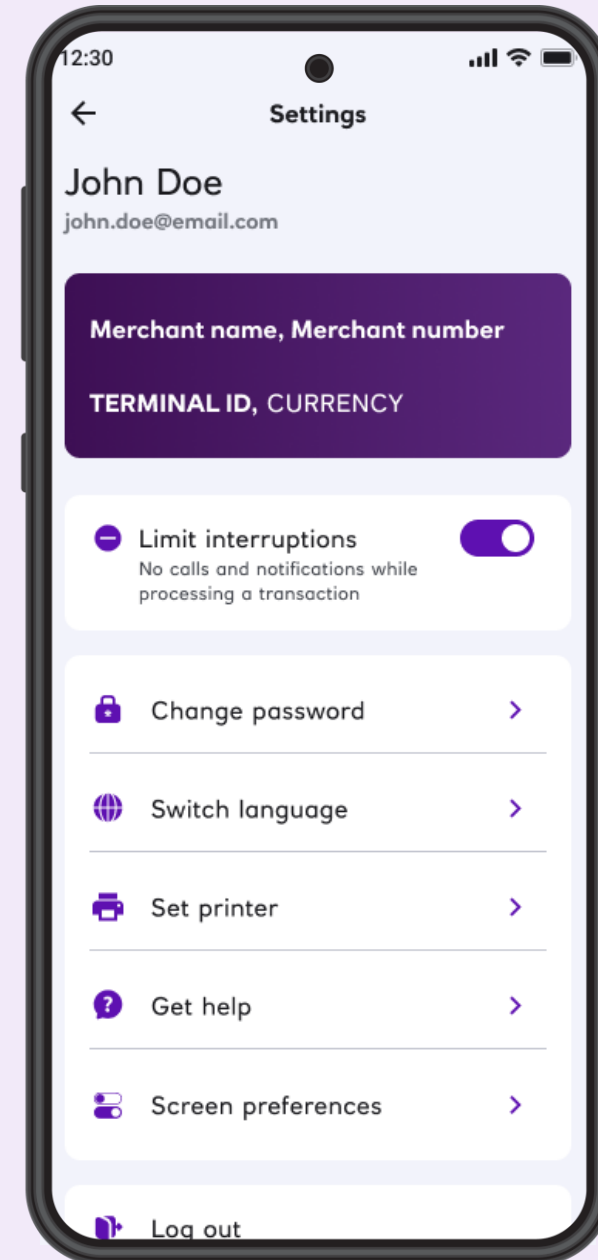 12:30
Settings
John Doe
john.doe@email.com
Merchant name, Merchant number
TERMINAL ID, CURRENCY
Limit interruptions
No calls and notifications while
processing a transaction
Change password
Switch language
Set printer
Get help
Screen preferences
Log out